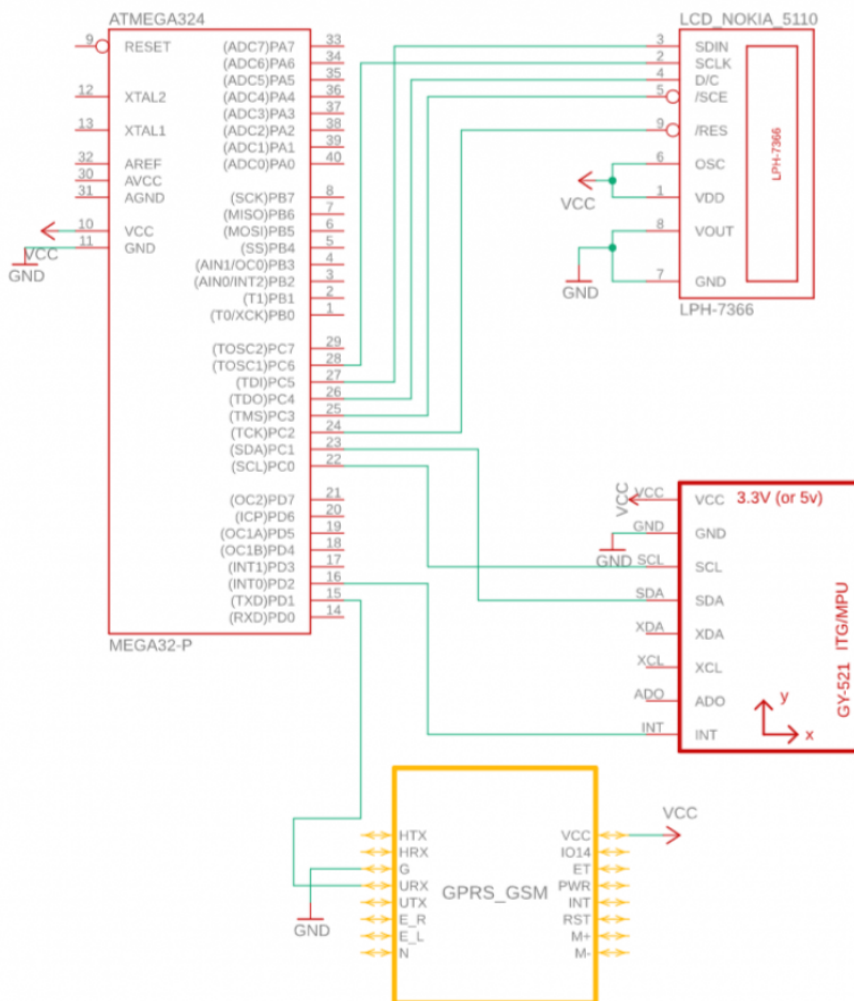 ATMEGA324
9 RESET
12 XTAL2
13 XTAL1
32 AREF
30 AVCC
31 AGND
10 VCC
11 GND
VCC
GND
(ADC7)PA7 33
(ADC6)PA6 34
(ADC5)PA5 35
(ADC4)PA4 36
(ADC3)PA3 37
(ADC2)PA2 38
(ADC1)PA1 39
(ADC0)PA0 40
(SCK)PB7 8
(MISO)PB6 7
(MOSI)PB5 6
(SS)PB4 5
(AIN1/OC0)PB3 4
(AIN0/INT2)PB2 3
(T1)PB1 2
(T0/XCK)PB0 1
(TOSC2)PC7 29
(TOSC1)PC6 28
(TDI)PC5 27
(TDO)PC4 26
(TMS)PC3 25
(TCK)PC2 24
(SDA)PC1 23
(SCL)PC0 22
(OC2)PD7 21
(ICP)PD6 20
(OC1A)PD5 19
(OC1B)PD4 18
(INT1)PD3 17
(INT0)PD2 16
(TXD)PD1 15
(RXD)PD0 14
MEGA32-P
LCD_NOKIA_5110
3 SDIN
2 SCLK
4 D/C
5 /SCE
9 /RES
6 OSC
1 VDD
8 VOUT
7 GND
VCC
GND
LPH-7366
LPH-7366
VCC
VCC VCC 3.3V (or 5v)
GND GND
GND
SCL SCL
SDA SDA
XDA XDA
XCL XCL
ADO ADO
INT INT
y
x
GY-521 ITG/MPU
HTX
HRX
G
URX
UTX
E_R
E_L
N
GND
GPRS_GSM
VCC
IO14
ET
PWR
INT
RST
M+
M-
VCC